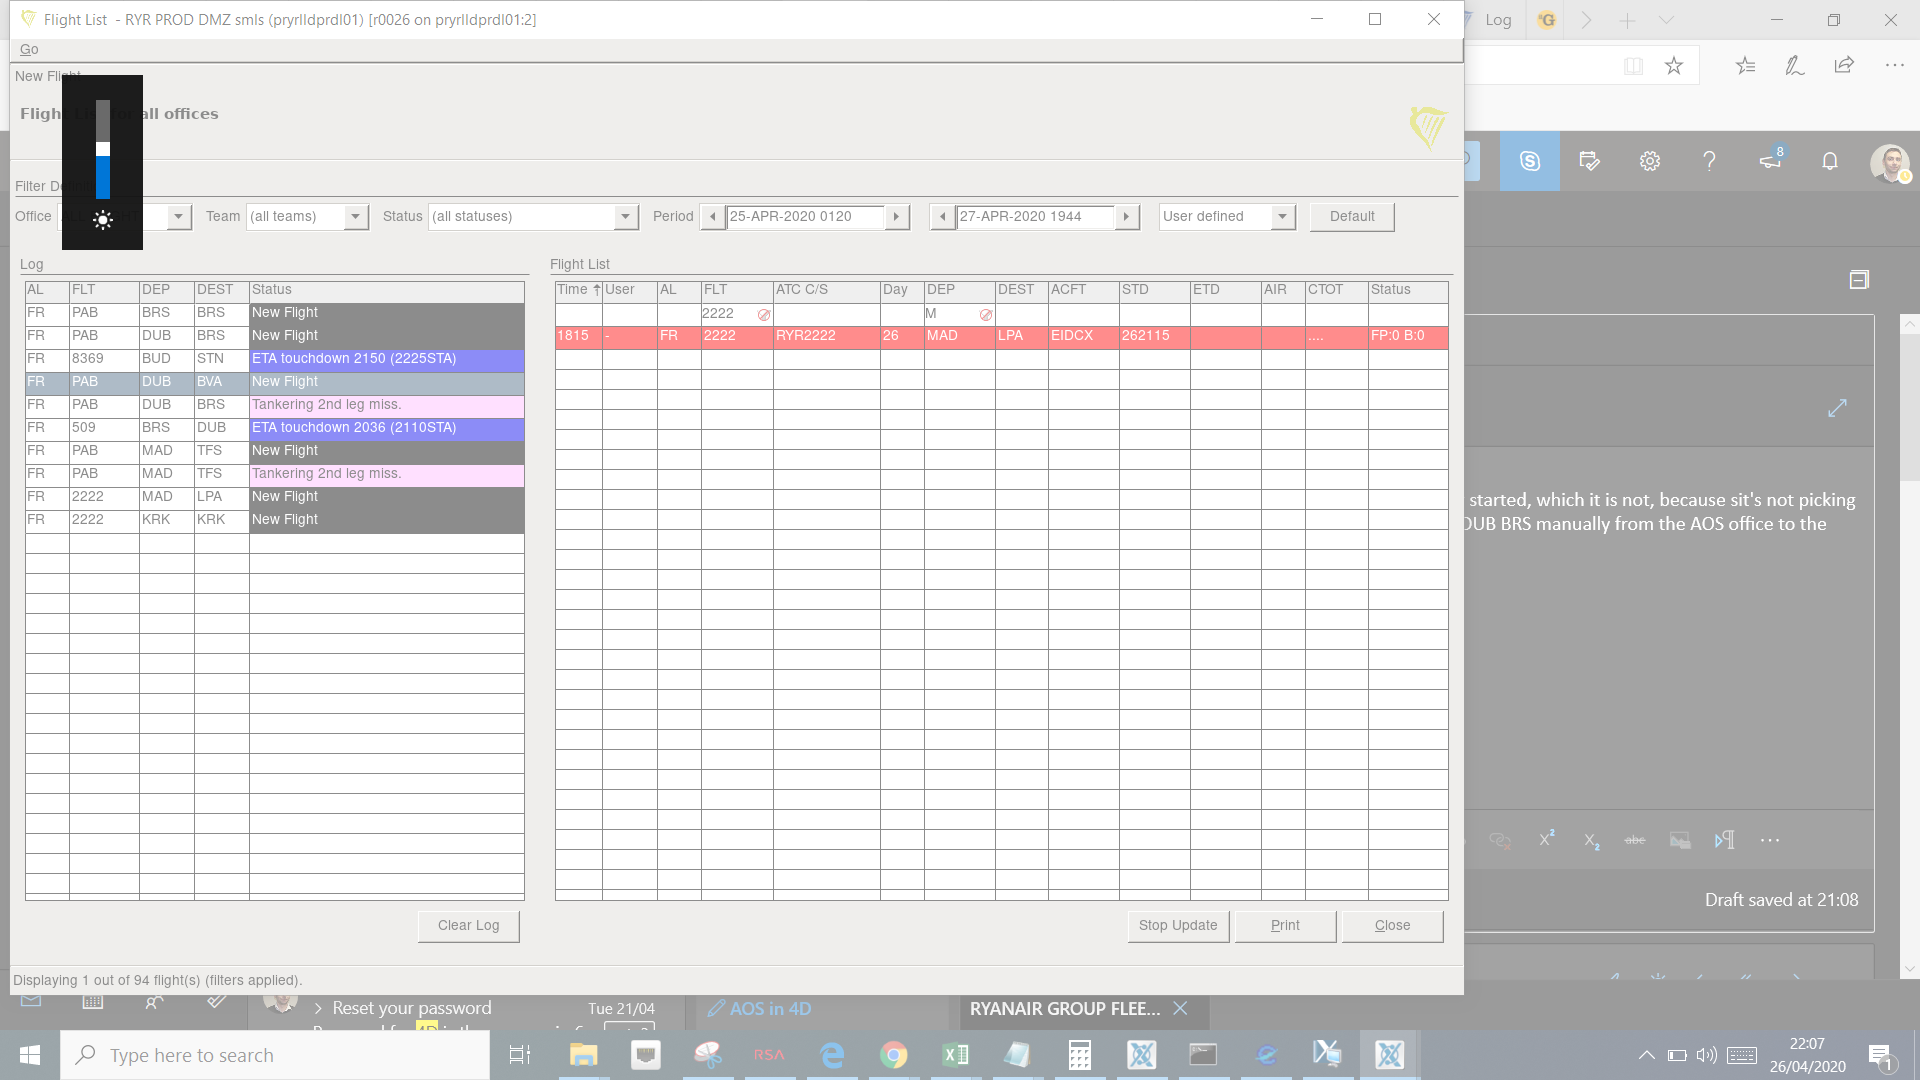 Flight List - RYR PROD DMZ smls (pryrlldprdl01) [r0026 on pryrlldprdl01:2]
Log
Go
New Flight
Flight List for all offices
8
Filter
Office Team (all teams) Status (all statuses) Period 25-APR-2020 0120 27-APR-2020 1944 User defined Default
Log
AL FLT DEP DEST Status
FR PAB BRS BRS New Flight
FR PAB DUB BRS New Flight
FR 8369 BUD STN ETA touchdown 2150 (2225STA)
FR PAB DUB BVA New Flight
FR PAB DUB BRS Tankering 2nd leg miss.
FR 509 BRS DUB ETA touchdown 2036 (2110STA)
FR PAB MAD TFS New Flight
FR PAB MAD TFS Tankering 2nd leg miss.
FR 2222 MAD LPA New Flight
FR 2222 KRK KRK New Flight
Clear Log
Flight List
Time User AL FLT ATC C/S Day DEP DEST ACFT STD ETD AIR CTOT Status
2222 M
1815 - FR 2222 RYR2222 26 MAD LPA EIDCX 262115 .... FP:0 B:0
Stop Update Print Close
Displaying 1 out of 94 flight(s) (filters applied).
started, which it is not, because sit's not picking
DUB BRS manually from the AOS office to the
X² X₂ abc
Draft saved at 21:08
Reset your password Tue 21/04
AOS in 4D
RYANAIR GROUP FLEE...
Type here to search
RSA
22:07
26/04/2020
1